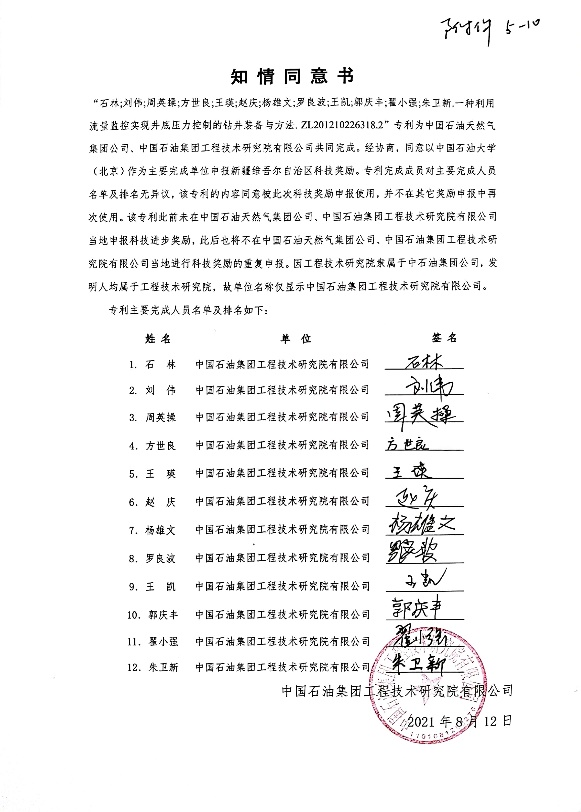 附件 5-10
知情同意书
“石林;刘伟;周英操;方世良;王瑛;赵庆;杨雄文;罗良波;王凯;郭庆丰;翟小强;朱卫新.一种利用
流量监控实现井底压力控制的钻井装备与方法, ZL201210226318.2”专利为中国石油天然气
集团公司、中国石油集团工程技术研究院有限公司共同完成。经协商，同意以中国石油大学
（北京）作为主要完成单位申报新疆维吾尔自治区科技奖励。专利完成成员对主要完成人员
名单及排名无异议，该专利的内容同意被此次科技奖励申报使用，并不在其它奖励申报中再
次使用。该专利此前未在中国石油天然气集团公司、中国石油集团工程技术研究院有限公司
当地申报科技进步奖励，此后也将不在中国石油天然气集团公司、中国石油集团工程技术研
究院有限公司当地进行科技奖励的重复申报。因工程技术研究院隶属于中石油集团公司，发
明人均属于工程技术研究院，故单位名称仅显示中国石油集团工程技术研究院有限公司。
专利主要完成人员名单及排名如下：
姓 名 单 位 签 名
1. 石 林 中国石油集团工程技术研究院有限公司 石林
2. 刘 伟 中国石油集团工程技术研究院有限公司 刘伟
3. 周英操 中国石油集团工程技术研究院有限公司 周英操
4. 方世良 中国石油集团工程技术研究院有限公司 方世良
5. 王 瑛 中国石油集团工程技术研究院有限公司 王瑛
6. 赵 庆 中国石油集团工程技术研究院有限公司 赵庆
7. 杨雄文 中国石油集团工程技术研究院有限公司 杨雄文
8. 罗良波 中国石油集团工程技术研究院有限公司 罗良波
9. 王 凯 中国石油集团工程技术研究院有限公司 王凯
10. 郭庆丰 中国石油集团工程技术研究院有限公司 郭庆丰
11. 翟小强 中国石油集团工程技术研究院有限公司 翟小强
12. 朱卫新 中国石油集团工程技术研究院有限公司 朱卫新
中国石油集团工程技术研究院有限公司
2021 年 8 月 12 日